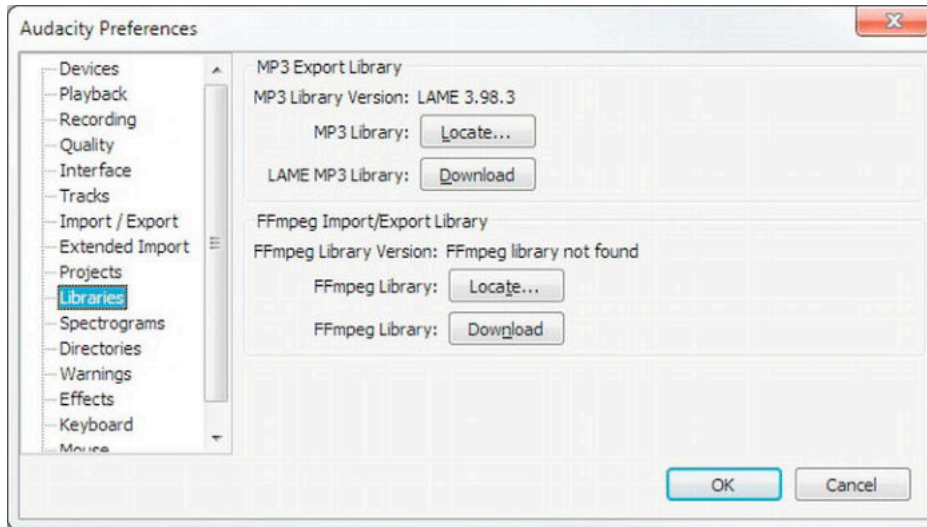 Audacity Preferences
Devices
Playback
Recording
Quality
Interface
Tracks
Import / Export
Extended Import
Projects
Libraries
Spectrograms
Directories
Warnings
Effects
Keyboard
Mouse
MP3 Export Library
MP3 Library Version: LAME 3.98.3
MP3 Library: Locate...
LAME MP3 Library: Download
FFmpeg Import/Export Library
FFmpeg Library Version: FFmpeg library not found
FFmpeg Library: Locate...
FFmpeg Library: Download
OK Cancel